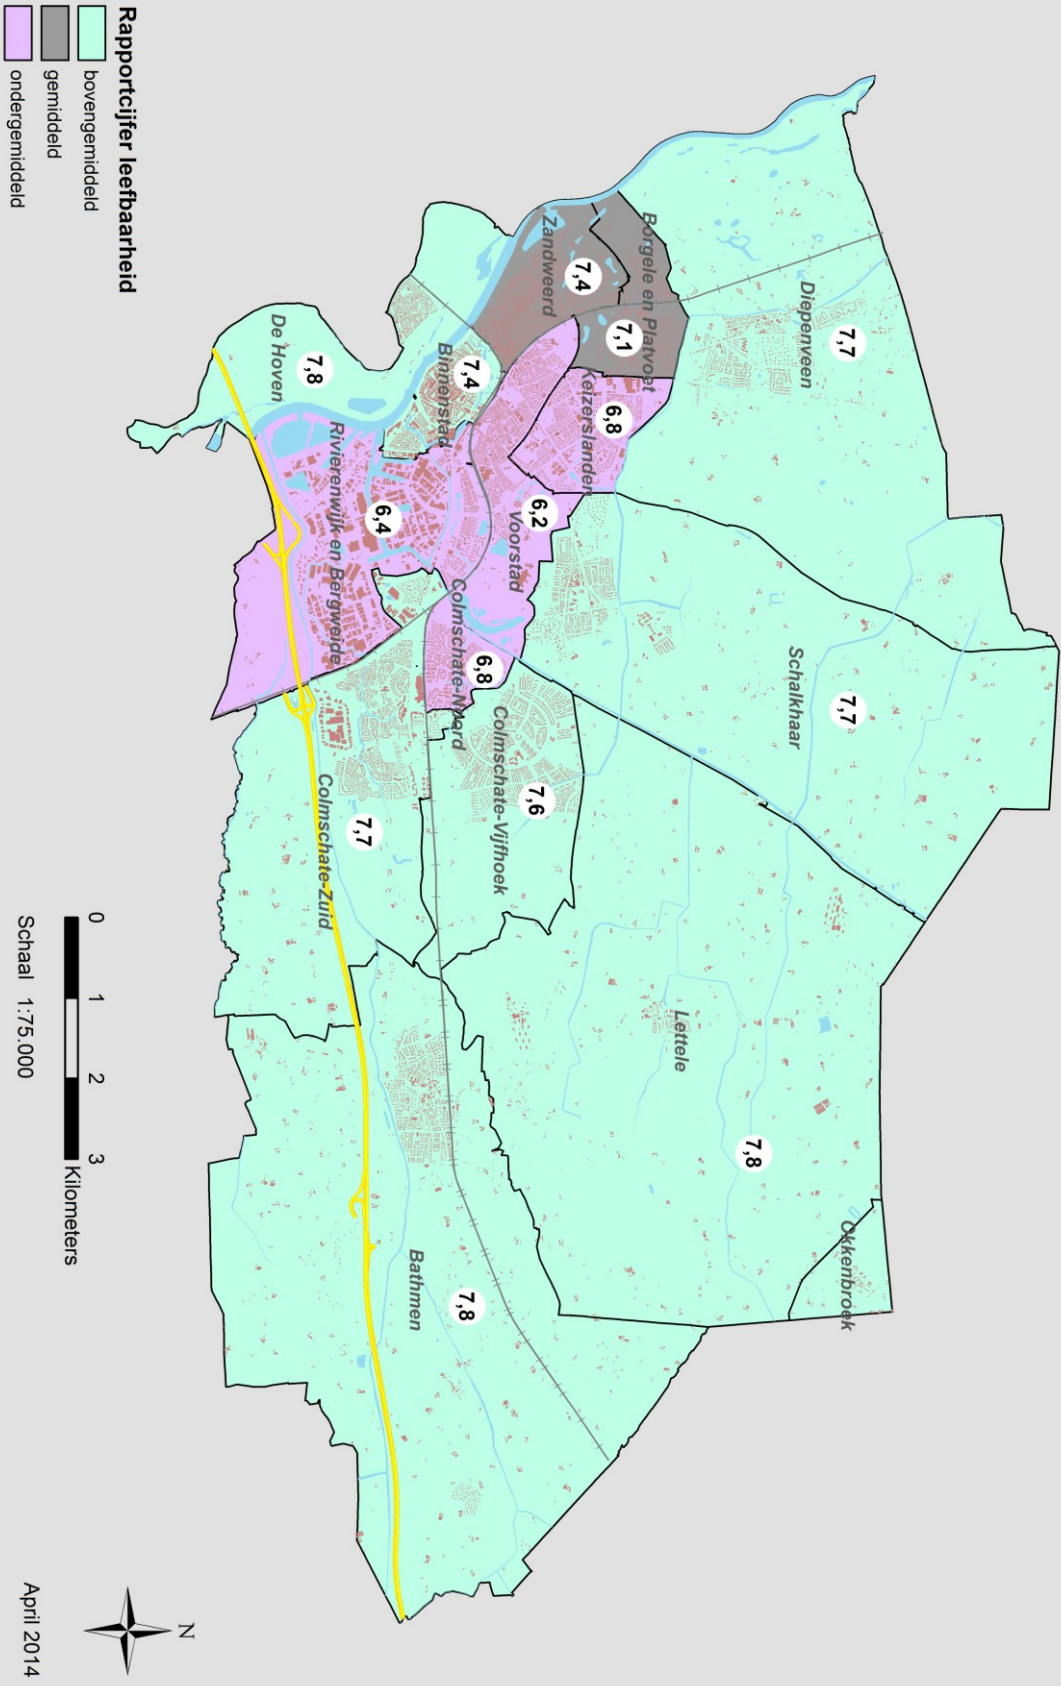 Rapportcijfer leefbaarheid
bovengemiddeld
gemiddeld
ondergemiddeld
Diepenveen
7,7
Schalkhaar
7,7
Okkenbroek
Lettele
7,8
Borgele en Platvoet
7,1
Zandweerd
7,4
Keizerslanden
6,8
Voorstad
6,2
Binnenstad
7,4
De Hoven
7,8
Rivierenwijk en Bergweide
6,4
Colmschate-Noord
6,8
Colmschate-Vijfhoek
7,6
Colmschate-Zuid
7,7
Bathmen
7,8
0 1 2 3
Kilometers
Schaal 1:75.000
N
April 2014